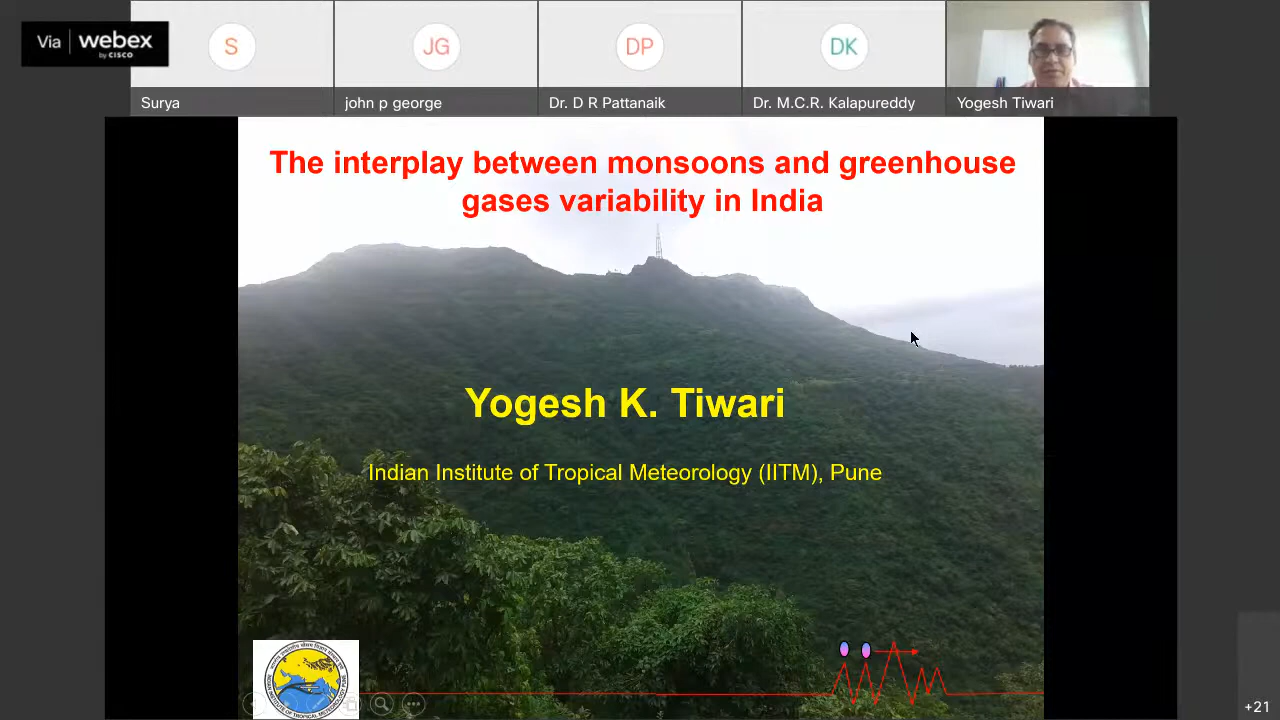 Via webex
by CISCO
S
JG
DP
DK
Surya
john p george
Dr. D R Pattanaik
Dr. M.C.R. Kalapureddy
Yogesh Tiwari
The interplay between monsoons and greenhouse
gases variability in India
Yogesh K. Tiwari
Indian Institute of Tropical Meteorology (IITM), Pune
+21